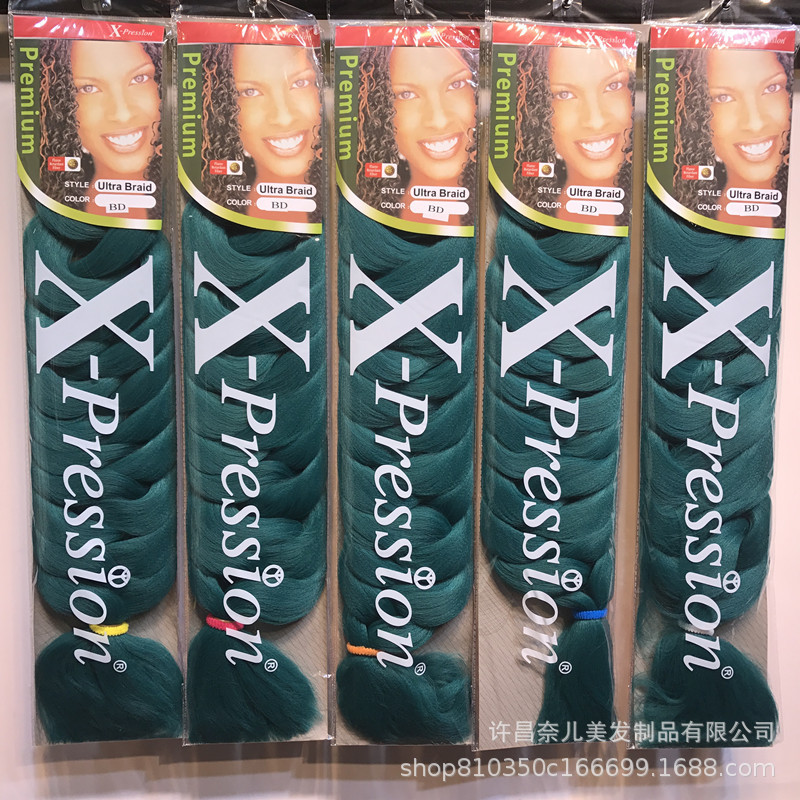 X-Pression
Premium
STYLE Ultra Braid
COLOR BD
X-Pression®
X-Pression
Premium
STYLE Ultra Braid
COLOR BD
X-Pression®
X-Pression
Premium
STYLE Ultra Braid
COLOR BD
X-Pression®
X-Pression
Premium
STYLE Ultra Braid
COLOR BD
X-Pression®
X-Pression
Premium
STYLE Ultra Braid
COLOR BD
X-Pression®
许昌奈儿美发制品有限公司
shop810350c166699.1688.com